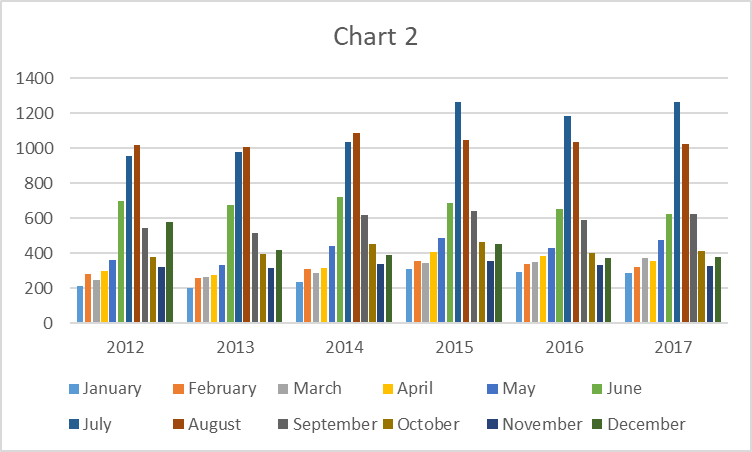 Chart 2
1400
1200
1000
800
600
400
200
0
2012 2013 2014 2015 2016 2017
January February March April May June
July August September October November December